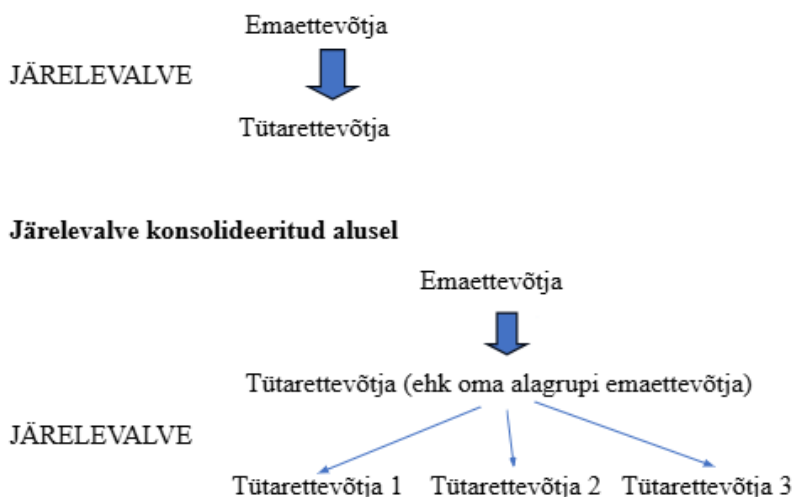 Emaettevõtja
JÄRELEVALVE
Tütarettevõtja
Järelevalve konsolideeritud alusel
Emaettevõtja
Tütarettevõtja (ehk oma alagrupi emaettevõtja)
JÄRELEVALVE
Tütarettevõtja 1 Tütarettevõtja 2 Tütarettevõtja 3